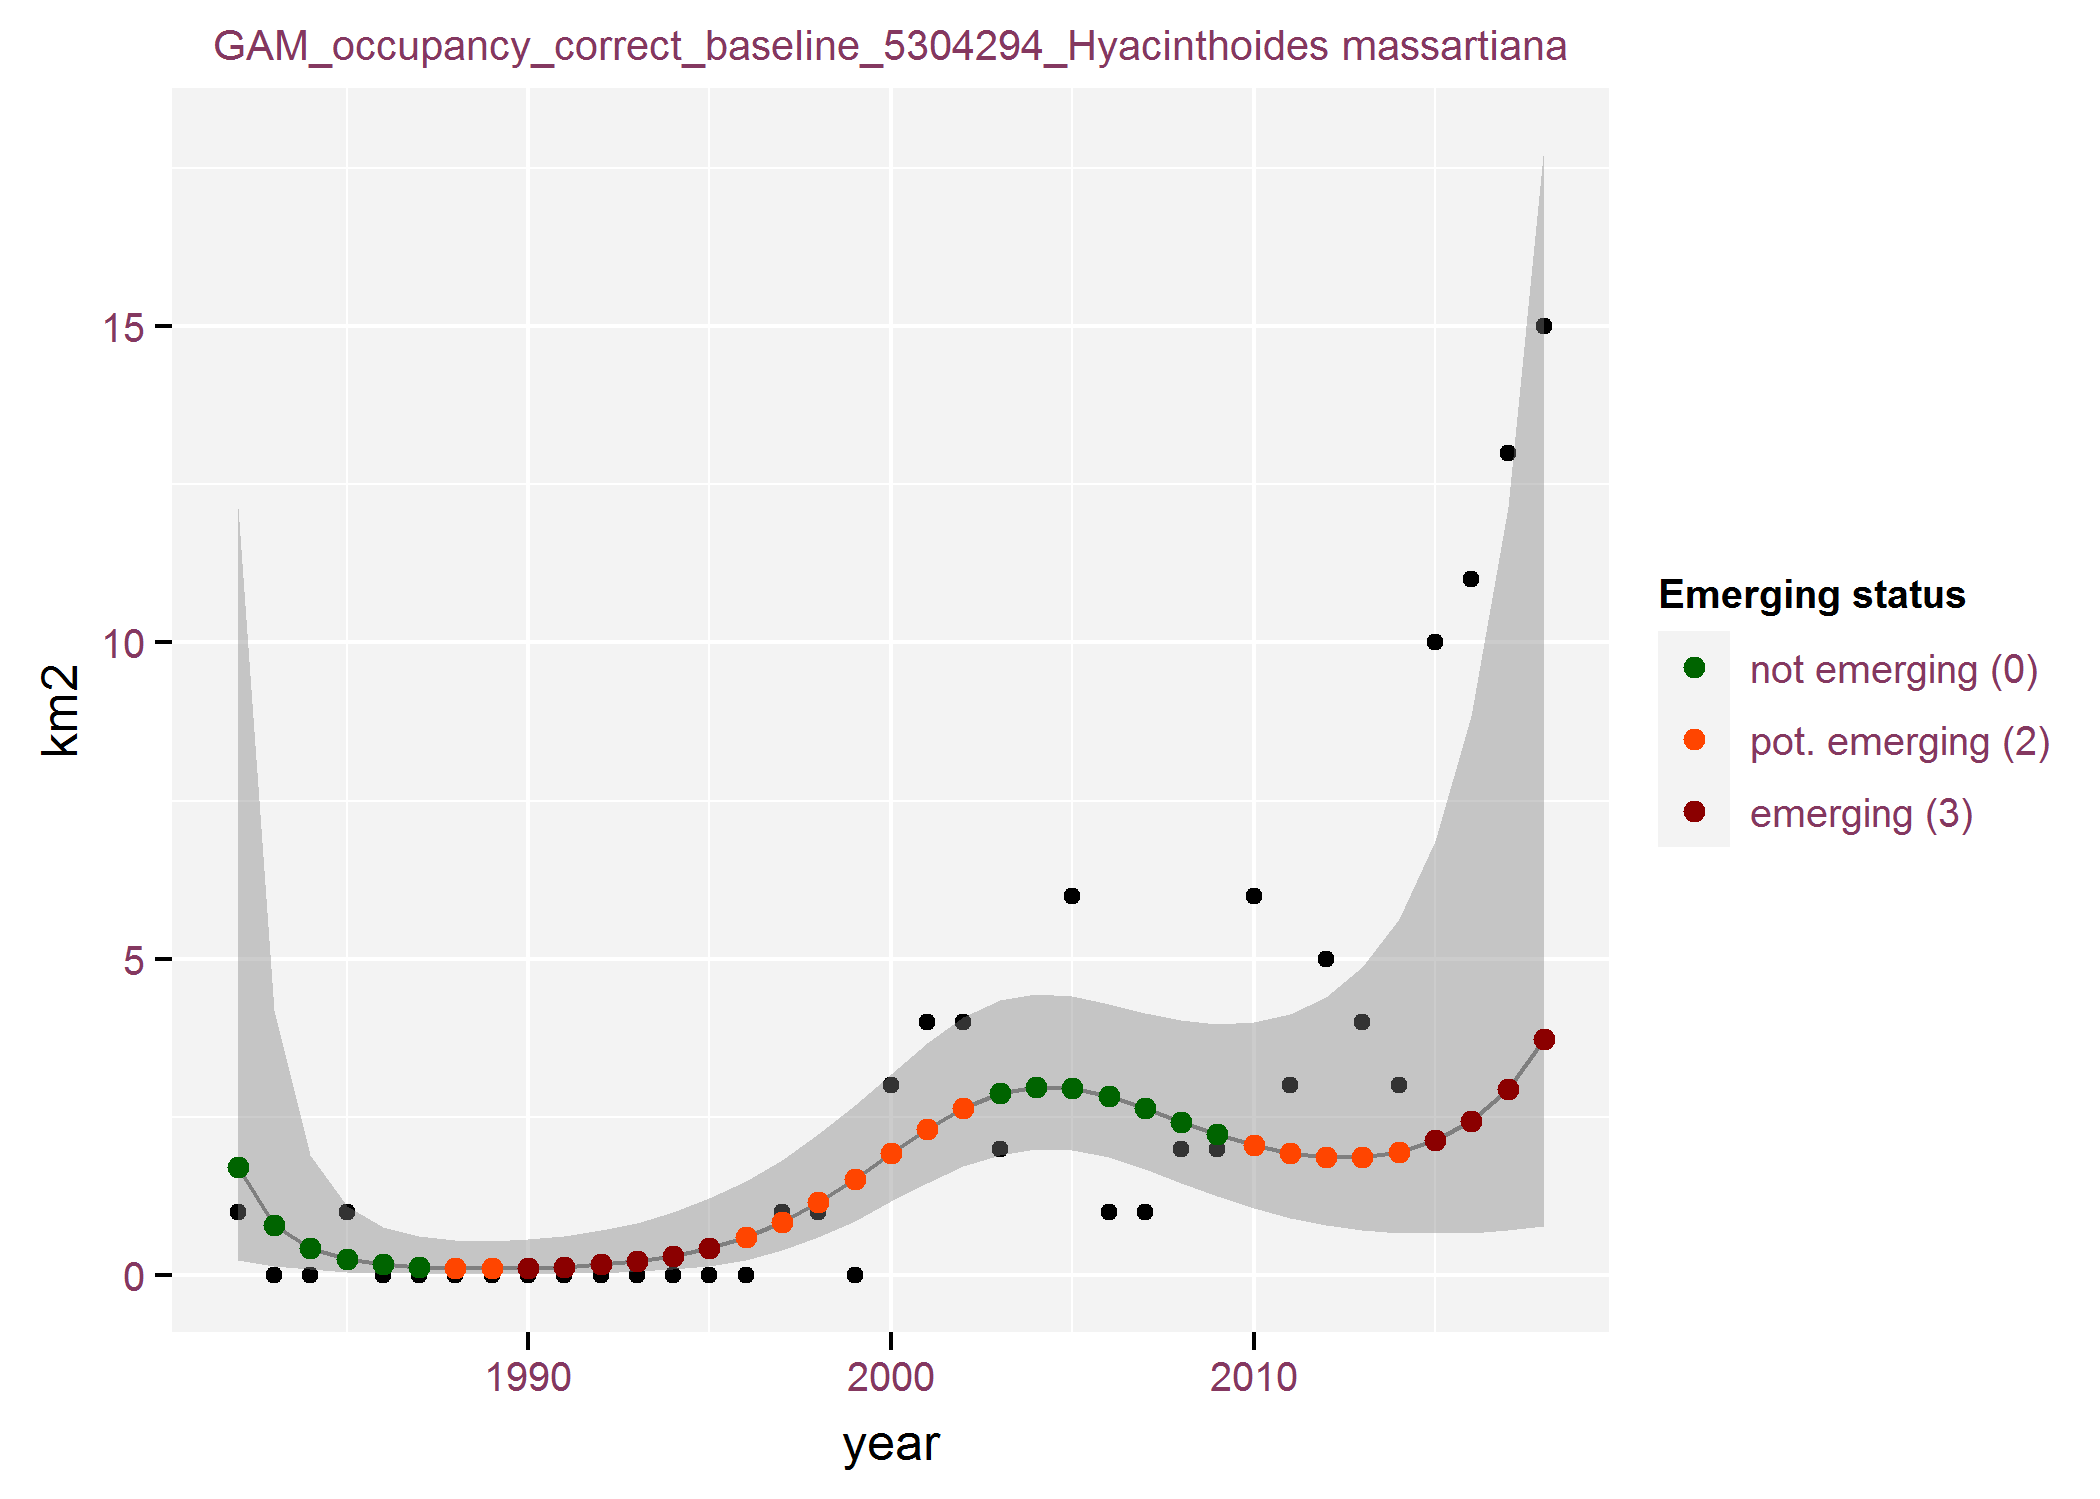 GAM_occupancy_correct_baseline_5304294_Hyacinthoides massartiana
15
10
5
0
km2
1990 2000 2010
year
Emerging status
not emerging (0)
pot. emerging (2)
emerging (3)